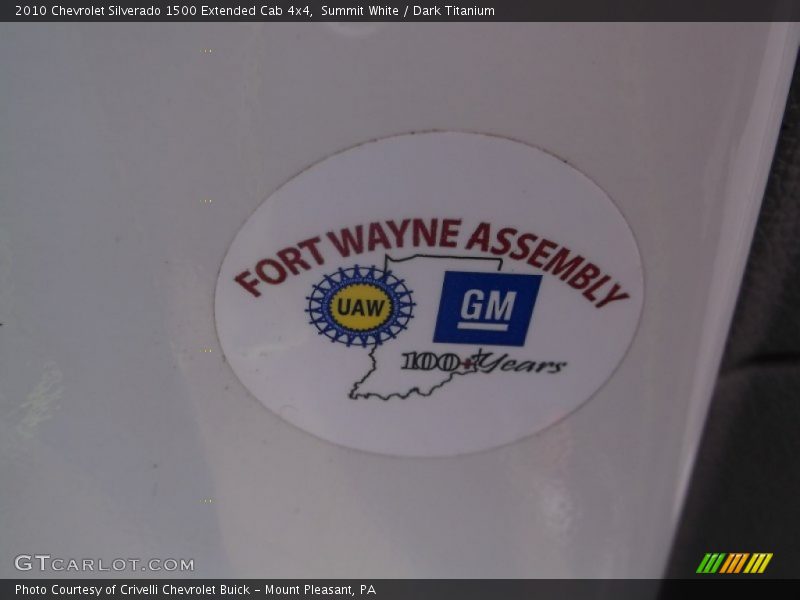 2010 Chevrolet Silverado 1500 Extended Cab 4x4, Summit White / Dark Titanium
FORT WAYNE ASSEMBLY
UAW
GM
100+ Years
GTCARLOT.COM
Photo Courtesy of Crivelli Chevrolet Buick - Mount Pleasant, PA